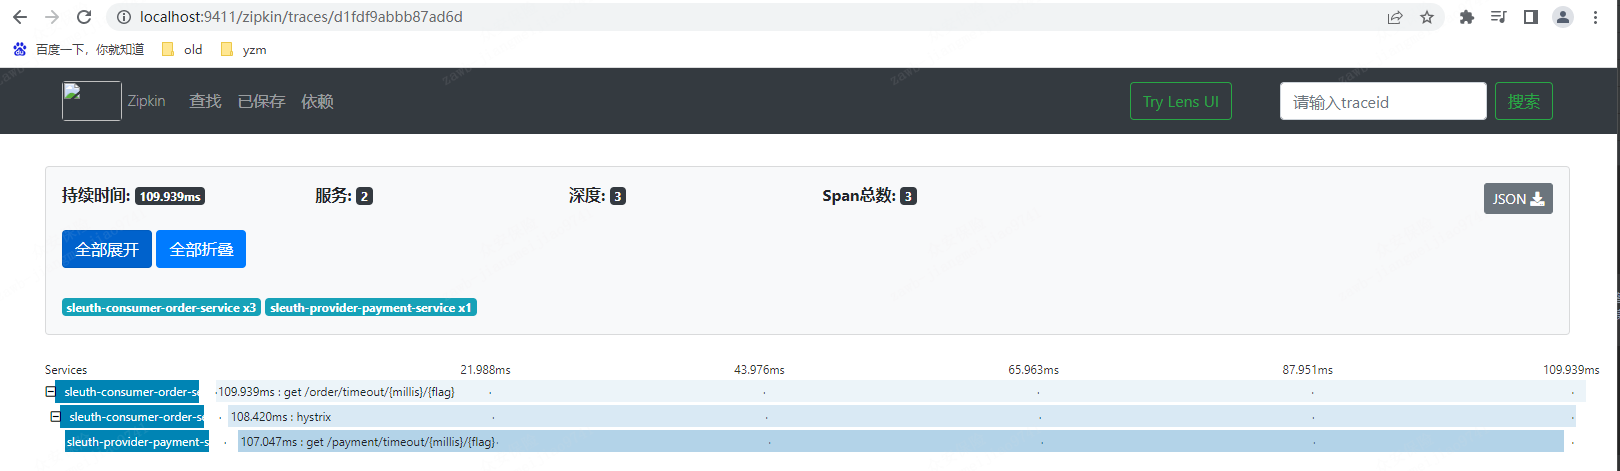 localhost:9411/zipkin/traces/d1fdf9abbb87ad6d
百度一下，你就知道 old yzm
Zipkin 查找 已保存 依赖 Try Lens UI 请输入traceid 搜索
持续时间: 109.939ms 服务: 2 深度: 3 Span总数: 3 JSON
全部展开 全部折叠
sleuth-consumer-order-service x3 sleuth-provider-payment-service x1
Services 21.988ms 43.976ms 65.963ms 87.951ms 109.939ms
sleuth-consumer-order-se 109.939ms : get /order/timeout/{millis}/{flag}
sleuth-consumer-order-se 108.420ms : hystrix
sleuth-provider-payment-s 107.047ms : get /payment/timeout/{millis}/{flag}